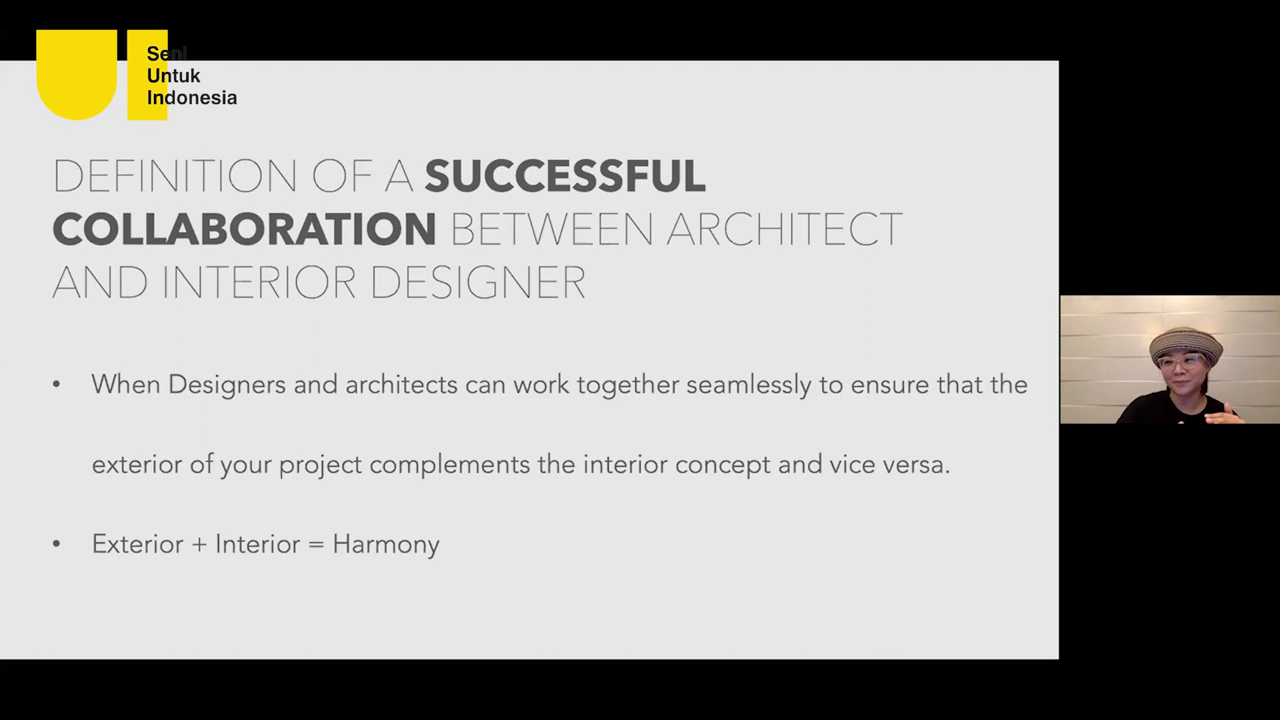 Seni
Untuk
Indonesia
DEFINITION OF A SUCCESSFUL
COLLABORATION BETWEEN ARCHITECT
AND INTERIOR DESIGNER
• When Designers and architects can work together seamlessly to ensure that the
exterior of your project complements the interior concept and vice versa.
• Exterior + Interior = Harmony